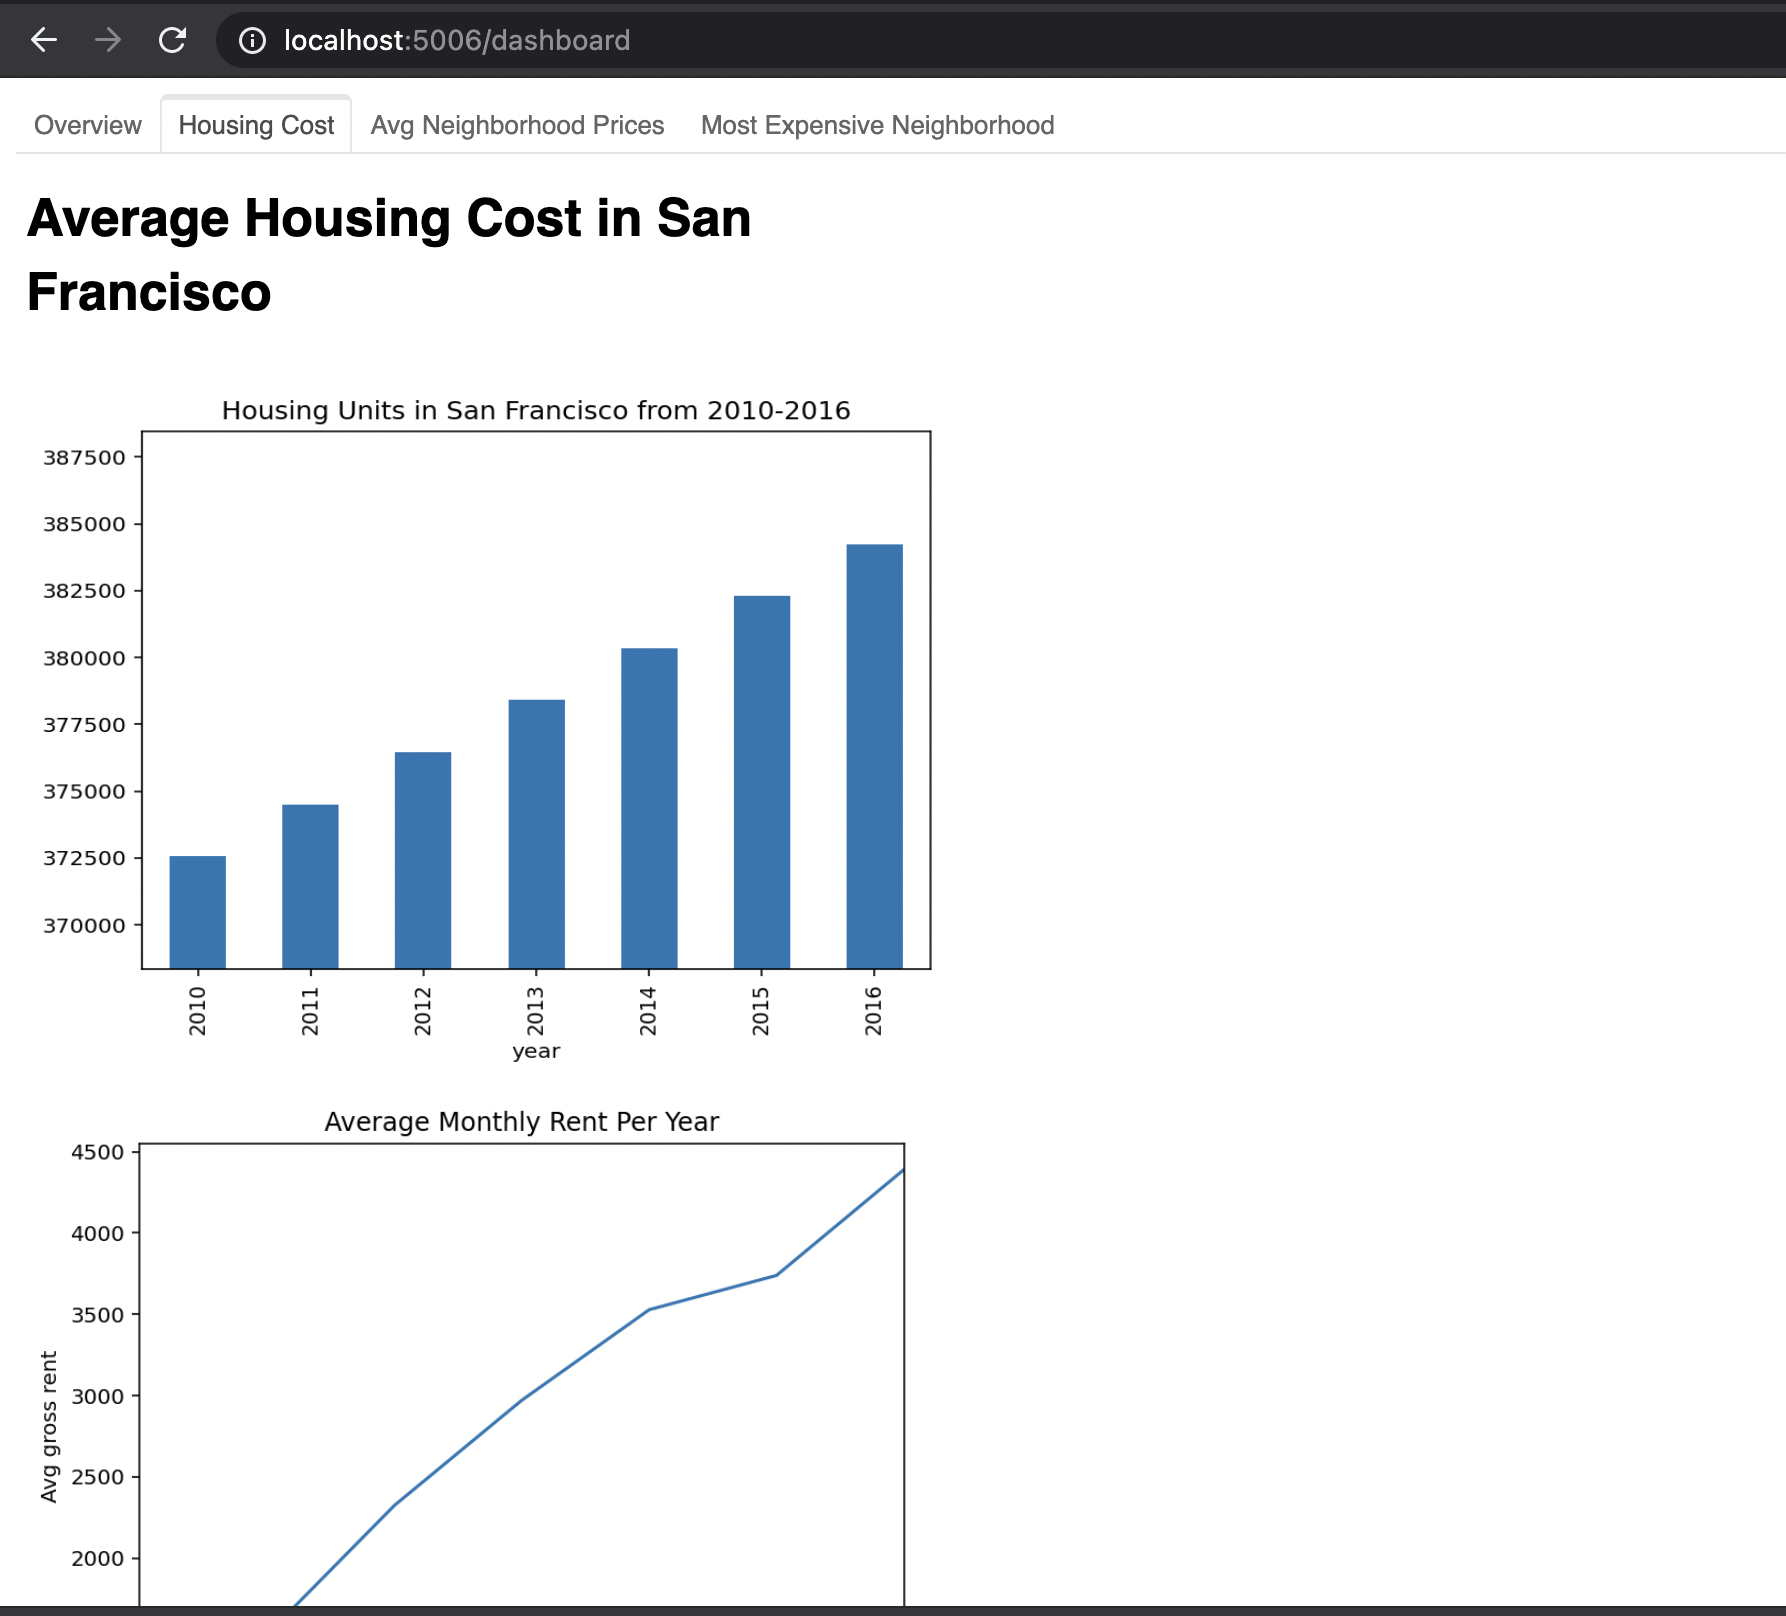 localhost:5006/dashboard
Overview Housing Cost Avg Neighborhood Prices Most Expensive Neighborhood
Average Housing Cost in San
Francisco
Housing Units in San Francisco from 2010-2016
387500
385000
382500
380000
377500
375000
372500
370000
2010 2011 2012 2013 2014 2015 2016
year
Average Monthly Rent Per Year
4500
4000
3500
3000
2500
2000
Avg gross rent